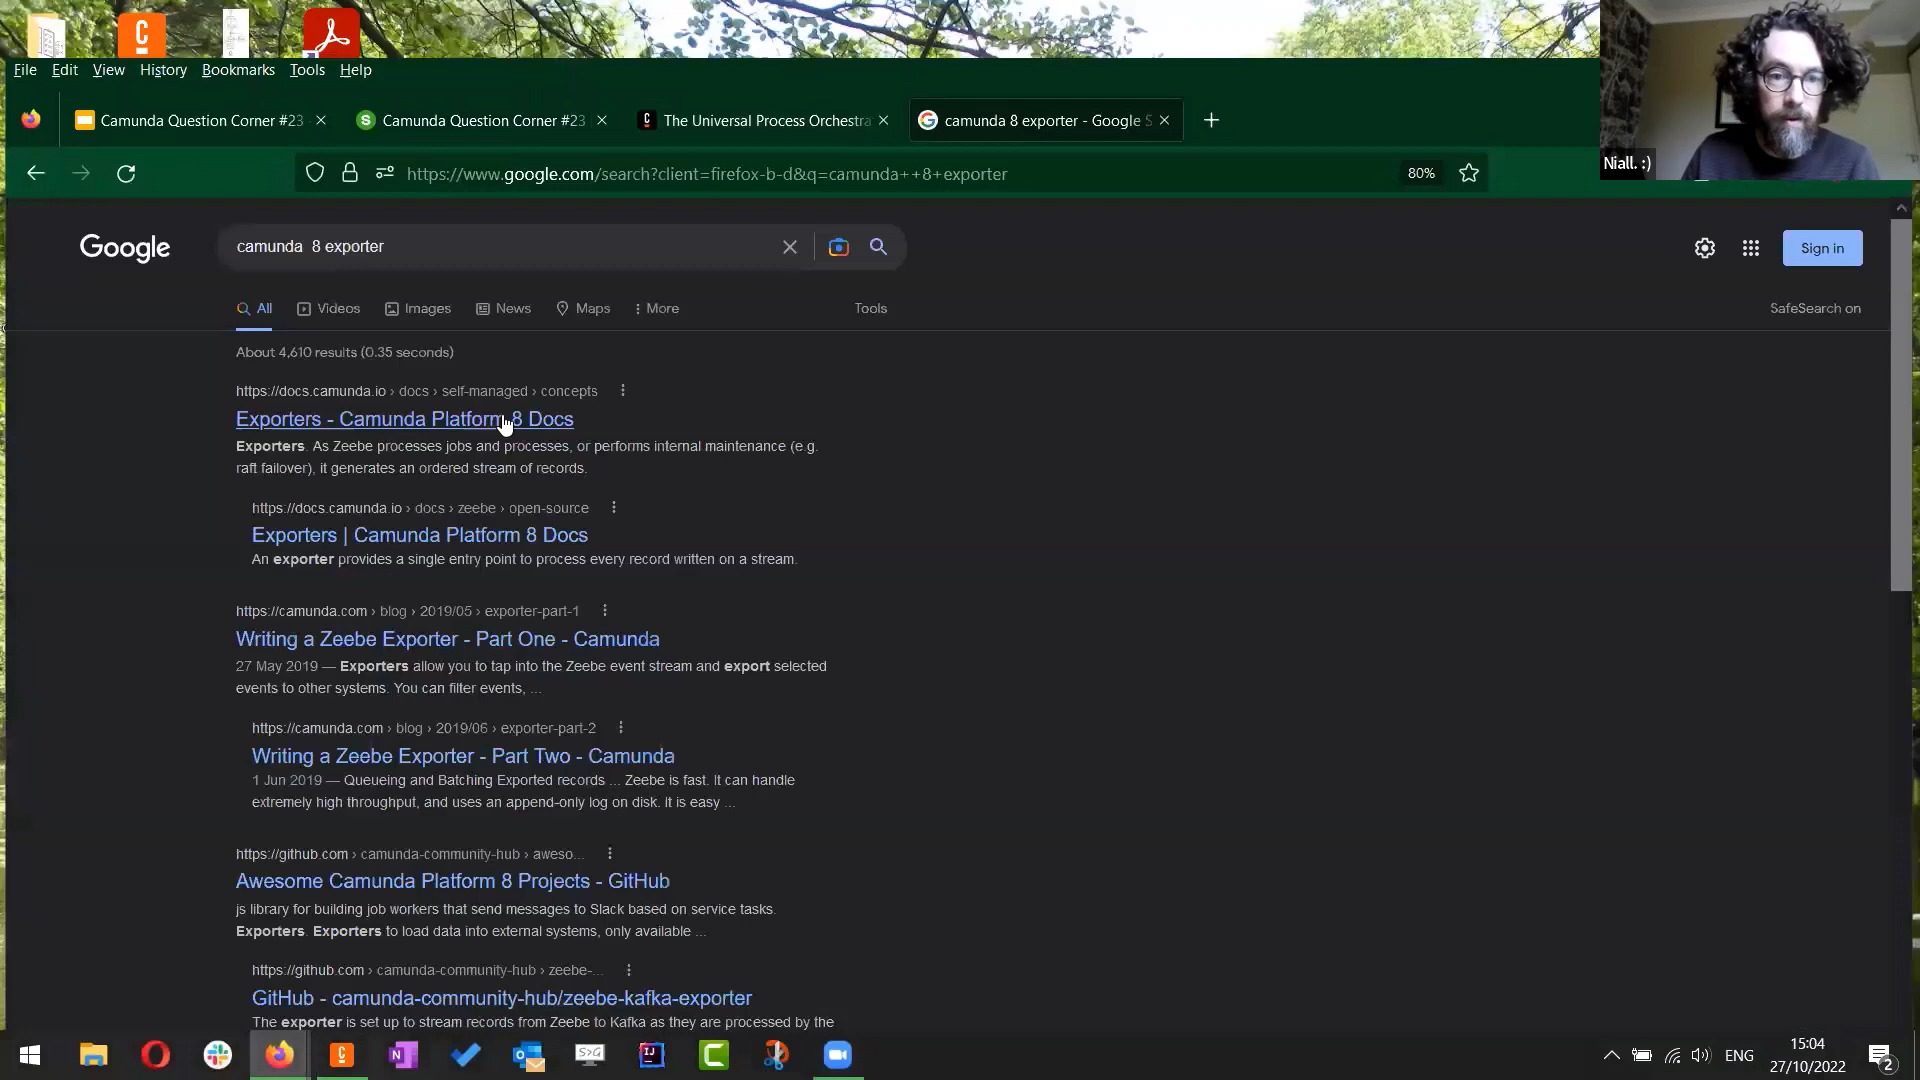 File Edit View History Bookmarks Tools Help
Camunda Question Corner #23
Camunda Question Corner #23
The Universal Process Orchestra
camunda 8 exporter - Google S
https://www.google.com/search?client=firefox-b-d&q=camunda++8+exporter
80%
Niall. :)
Google
camunda 8 exporter
Sign in
All Videos Images News Maps More Tools
SafeSearch on
About 4,610 results (0.35 seconds)
https://docs.camunda.io › docs › self-managed › concepts
Exporters - Camunda Platform 8 Docs
Exporters. As Zeebe processes jobs and processes, or performs internal maintenance (e.g.
raft failover), it generates an ordered stream of records.
https://docs.camunda.io › docs › zeebe › open-source
Exporters | Camunda Platform 8 Docs
An exporter provides a single entry point to process every record written on a stream.
https://camunda.com › blog › 2019/05 › exporter-part-1
Writing a Zeebe Exporter - Part One - Camunda
27 May 2019 — Exporters allow you to tap into the Zeebe event stream and export selected
events to other systems. You can filter events, ...
https://camunda.com › blog › 2019/06 › exporter-part-2
Writing a Zeebe Exporter - Part Two - Camunda
1 Jun 2019 — Queueing and Batching Exported records ... Zeebe is fast. It can handle
extremely high throughput, and uses an append-only log on disk. It is easy ...
https://github.com › camunda-community-hub › aweso...
Awesome Camunda Platform 8 Projects - GitHub
js library for building job workers that send messages to Slack based on service tasks.
Exporters. Exporters to load data into external systems, only available ...
https://github.com › camunda-community-hub › zeebe-...
GitHub - camunda-community-hub/zeebe-kafka-exporter
The exporter is set up to stream records from Zeebe to Kafka as they are processed by the
ENG
15:04
27/10/2022
2